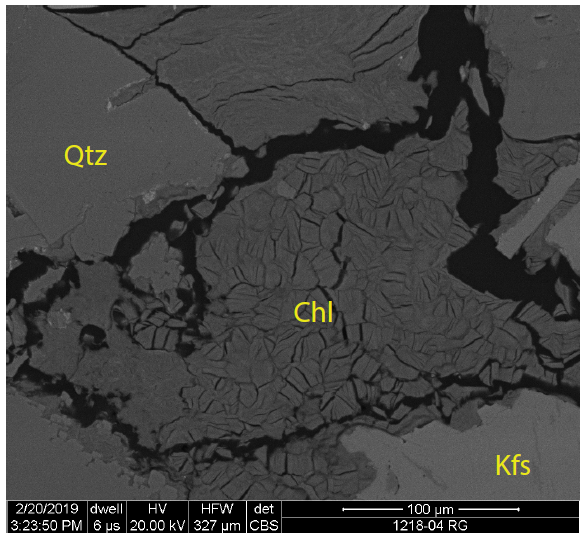 Qtz
Chl
Kfs
2/20/2019 dwell HV HFW det 100 µm
3:23:50 PM 6 µs 20.00 kV 327 µm CBS 1218-04 RG